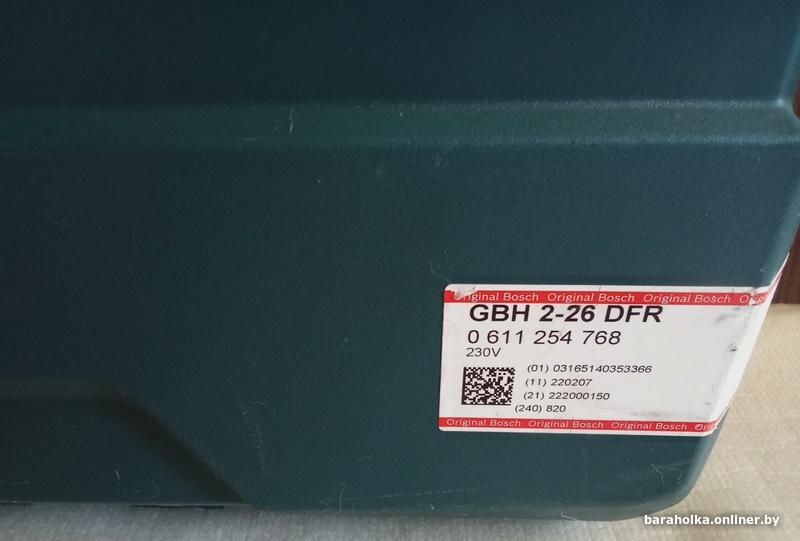 Original Bosch Original Bosch Original Bosch Original
GBH 2-26 DFR
0 611 254 768
230V
(01) 03165140353366
(11) 220207
(21) 222000150
(240) 820
Original Bosch Original Bosch Original Bosch
baraholka.onliner.by